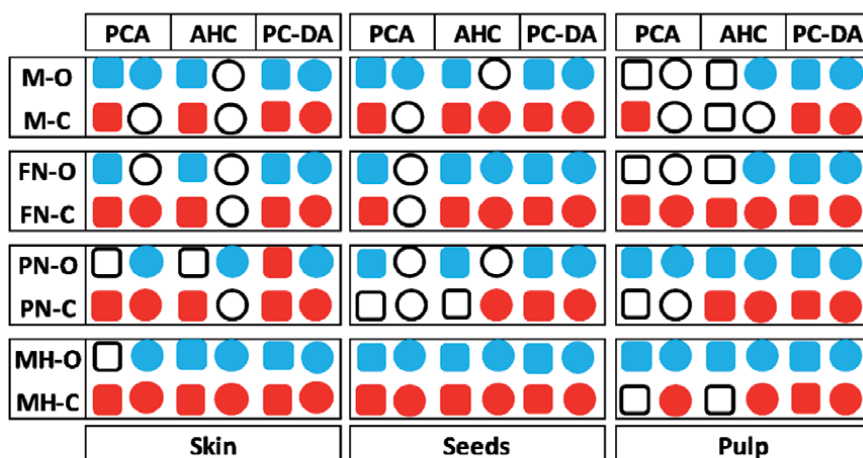 PCA AHC PC-DA PCA AHC PC-DA PCA AHC PC-DA
M-O
M-C
FN-O
FN-C
PN-O
PN-C
MH-O
MH-C
Skin Seeds Pulp